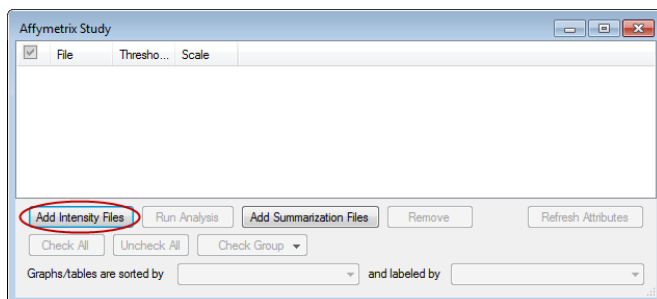 Affymetrix Study
File Thresho... Scale
Add Intensity Files Run Analysis Add Summarization Files Remove Refresh Attributes
Check All Uncheck All Check Group
Graphs/tables are sorted by and labeled by